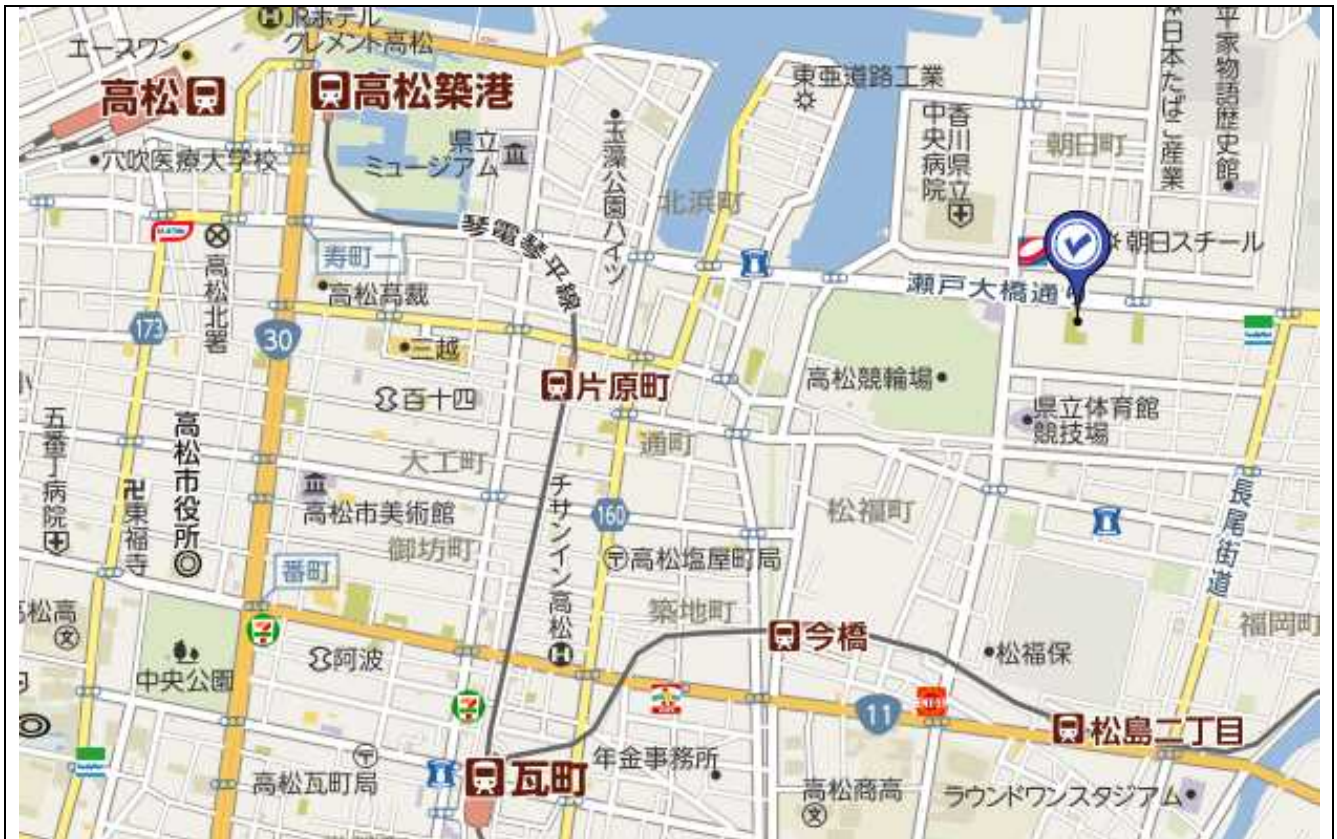 JRホテル
クレメント高松
エースワン
高松
高松築港
穴吹医療大学校
県立
ミュージアム
玉藻公園ハイツ
東亜道路工業
北浜町
香川県立
中央病院
朝日町
日本たばこ産業
平家物語歴史館
朝日スチール
瀬戸大橋通り
琴電琴平線
寿町一
高松北署
高松高裁
173
30
三越
片原町
百十四
高松競輪場
県立体育館
競技場
通町
大工町
五番丁病院
卍東福寺
高松市役所
高松市美術館
御坊町
チサンイン高松
160
松福町
長尾街道
高松塩屋町局
番町
築地町
今橋
福岡町
松高
文
中央公園
阿波
松福保
11
松島二丁目
高松瓦町局
瓦町
年金事務所
高松商高
文
ラウンドワンスタジアム